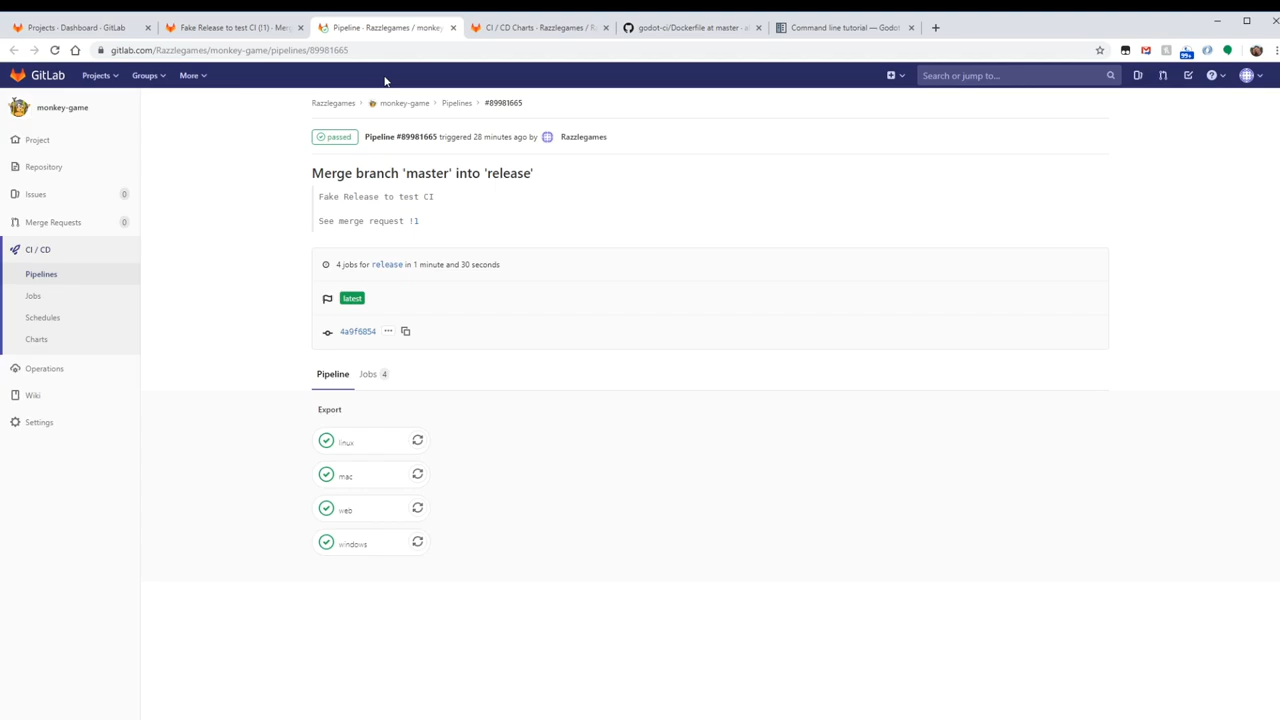 Projects · Dashboard · GitLab
Fake Release to test CI (!1) · Mer
Pipeline · Razzlegames / monkey
CI / CD Charts · Razzlegames / R
godot-ci/Dockerfile at master · a
Command line tutorial — Godot
gitlab.com/Razzlegames/monkey-game/pipelines/89981665
99+
GitLab
Projects
Groups
More
Search or jump to...
monkey-game
Project
Repository
Issues 0
Merge Requests 0
CI / CD
Pipelines
Jobs
Schedules
Charts
Operations
Wiki
Settings
Razzlegames > monkey-game > Pipelines > #89981665
passed Pipeline #89981665 triggered 28 minutes ago by Razzlegames
Merge branch 'master' into 'release'
Fake Release to test CI
See merge request !1
4 jobs for release in 1 minute and 30 seconds
latest
4a9f6854 ...
Pipeline Jobs 4
Export
linux
mac
web
windows